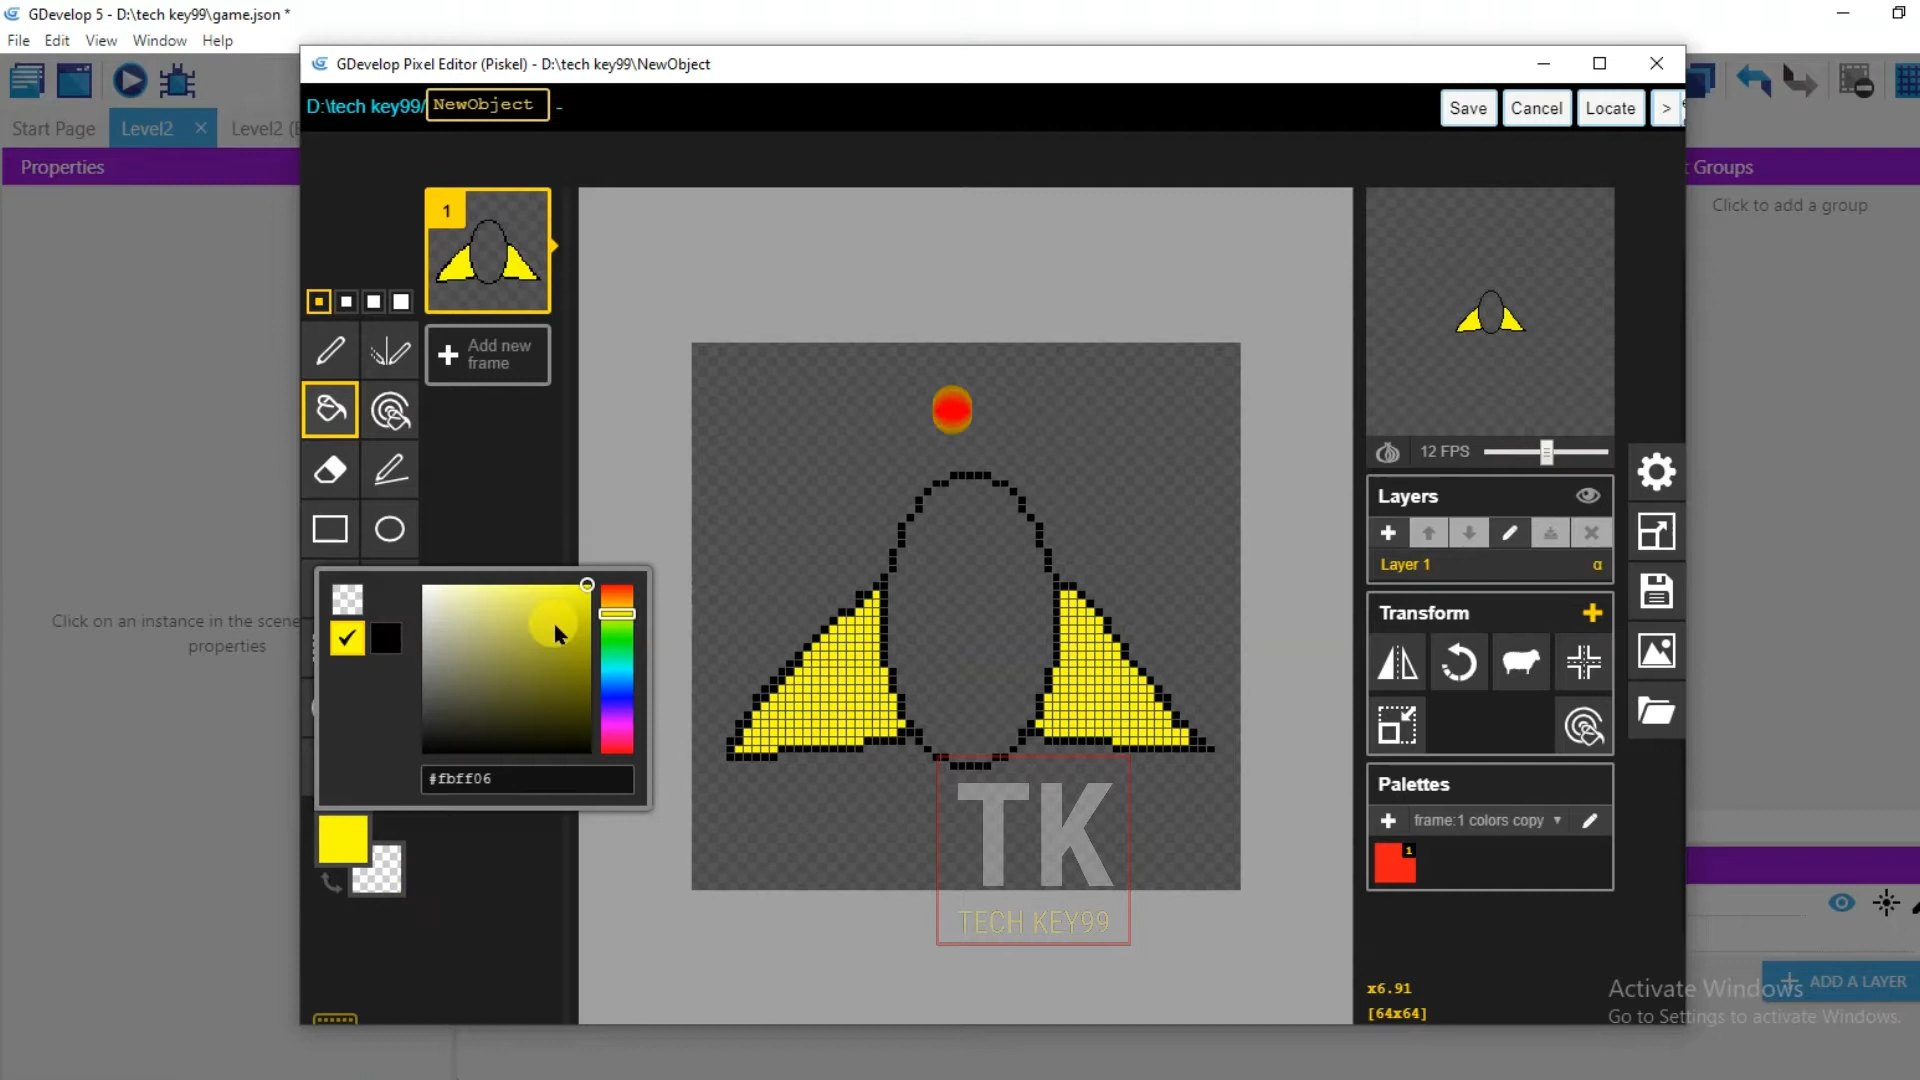 GDevelop 5 - D:\tech key99\game.json *
File Edit View Window Help
GDevelop Pixel Editor (Piskel) - D:\tech key99\NewObject
D:\tech key99/ NewObject -
Save Cancel Locate >
Start Page Level2 × Level2 (
Properties
Groups
Click to add a group
1
Add new
frame
12 FPS
Layers
Layer 1 α
Transform
Click on an instance in the scene
properties
#fbff06
Palettes
frame:1 colors copy
1
TK
TECH KEY99
x6.91
[64x64]
ADD A LAYER
Activate Windows
Go to Settings to activate Windows.